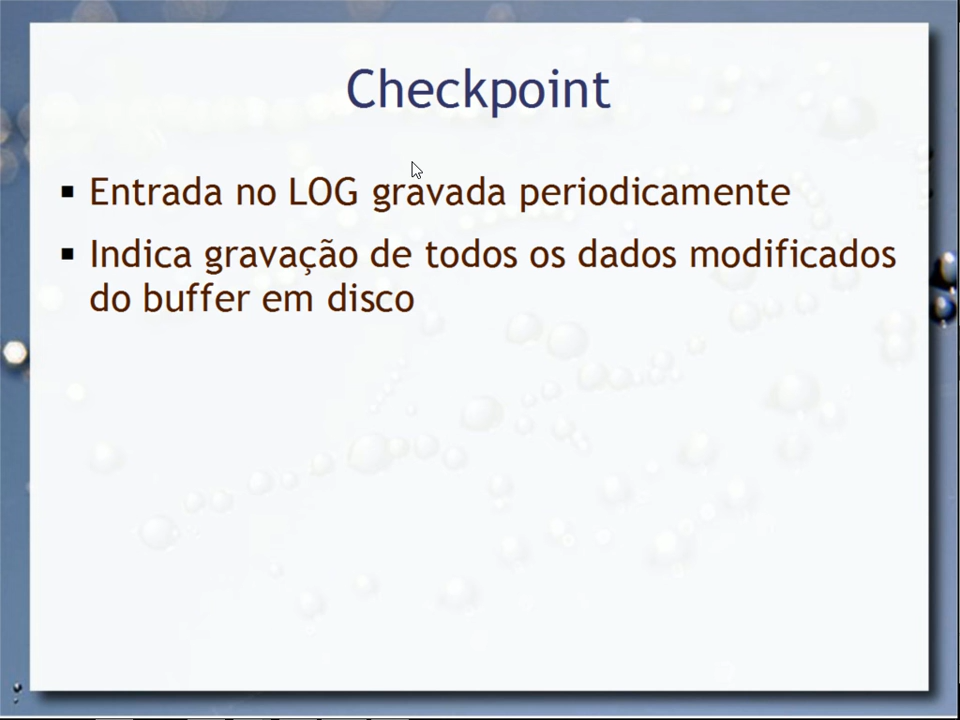 Checkpoint
▪ Entrada no LOG gravada periodicamente
▪ Indica gravação de todos os dados modificados
do buffer em disco